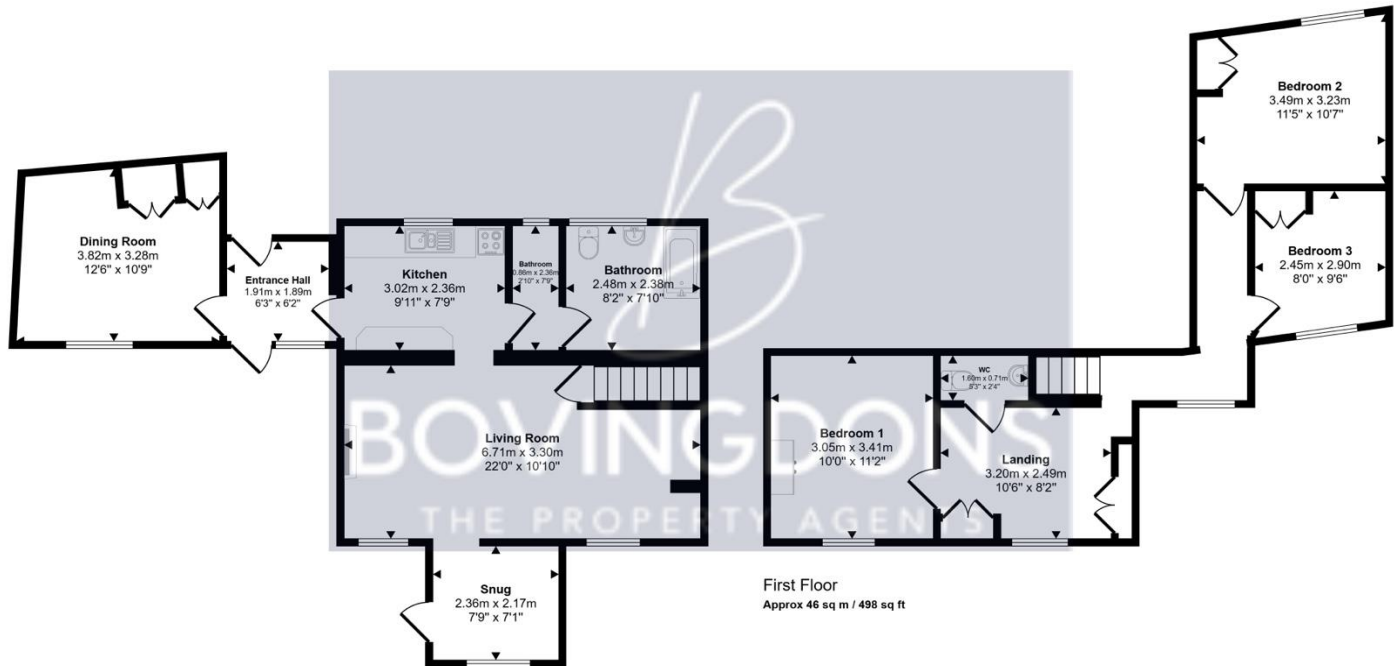 Bedroom 2
3.49m x 3.23m
11'5" x 10'7"
Dining Room
3.82m x 3.28m
12'6" x 10'9"
Entrance Hall
1.91m x 1.89m
6'3" x 6'2"
Kitchen
3.02m x 2.36m
9'11" x 7'9"
Bathroom
0.86m x 2.36m
2'10" x 7'9"
Bathroom
2.48m x 2.38m
8'2" x 7'10"
Bedroom 3
2.45m x 2.90m
8'0" x 9'6"
Living Room
6.71m x 3.30m
22'0" x 10'10"
Bedroom 1
3.05m x 3.41m
10'0" x 11'2"
WC
1.60m x 0.71m
5'3" x 2'4"
Landing
3.20m x 2.49m
10'6" x 8'2"
B
BOVINGDONS
THE PROPERTY AGENTS
Snug
2.36m x 2.17m
7'9" x 7'1"
First Floor
Approx 46 sq m / 498 sq ft